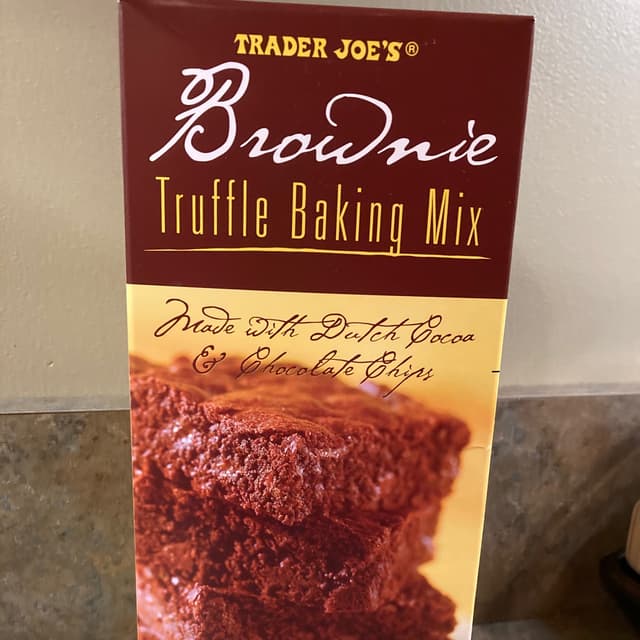 TRADER JOE'S®
Brownie
Truffle Baking Mix
Made with Dutch Cocoa
& Chocolate Chips